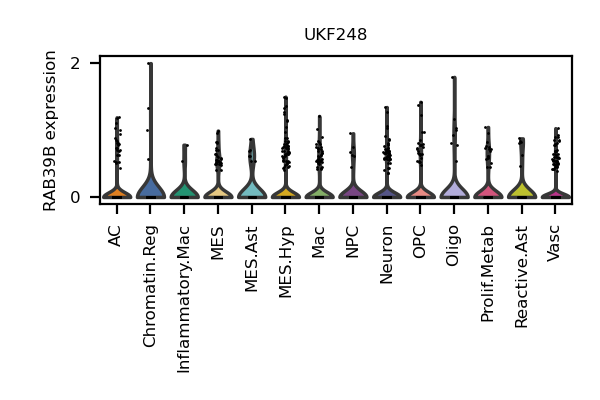 UKF248
RAB39B expression
2
0
AC
Chromatin.Reg
Inflammatory.Mac
MES
MES.Ast
MES.Hyp
Mac
NPC
Neuron
OPC
Oligo
Prolif.Metab
Reactive.Ast
Vasc